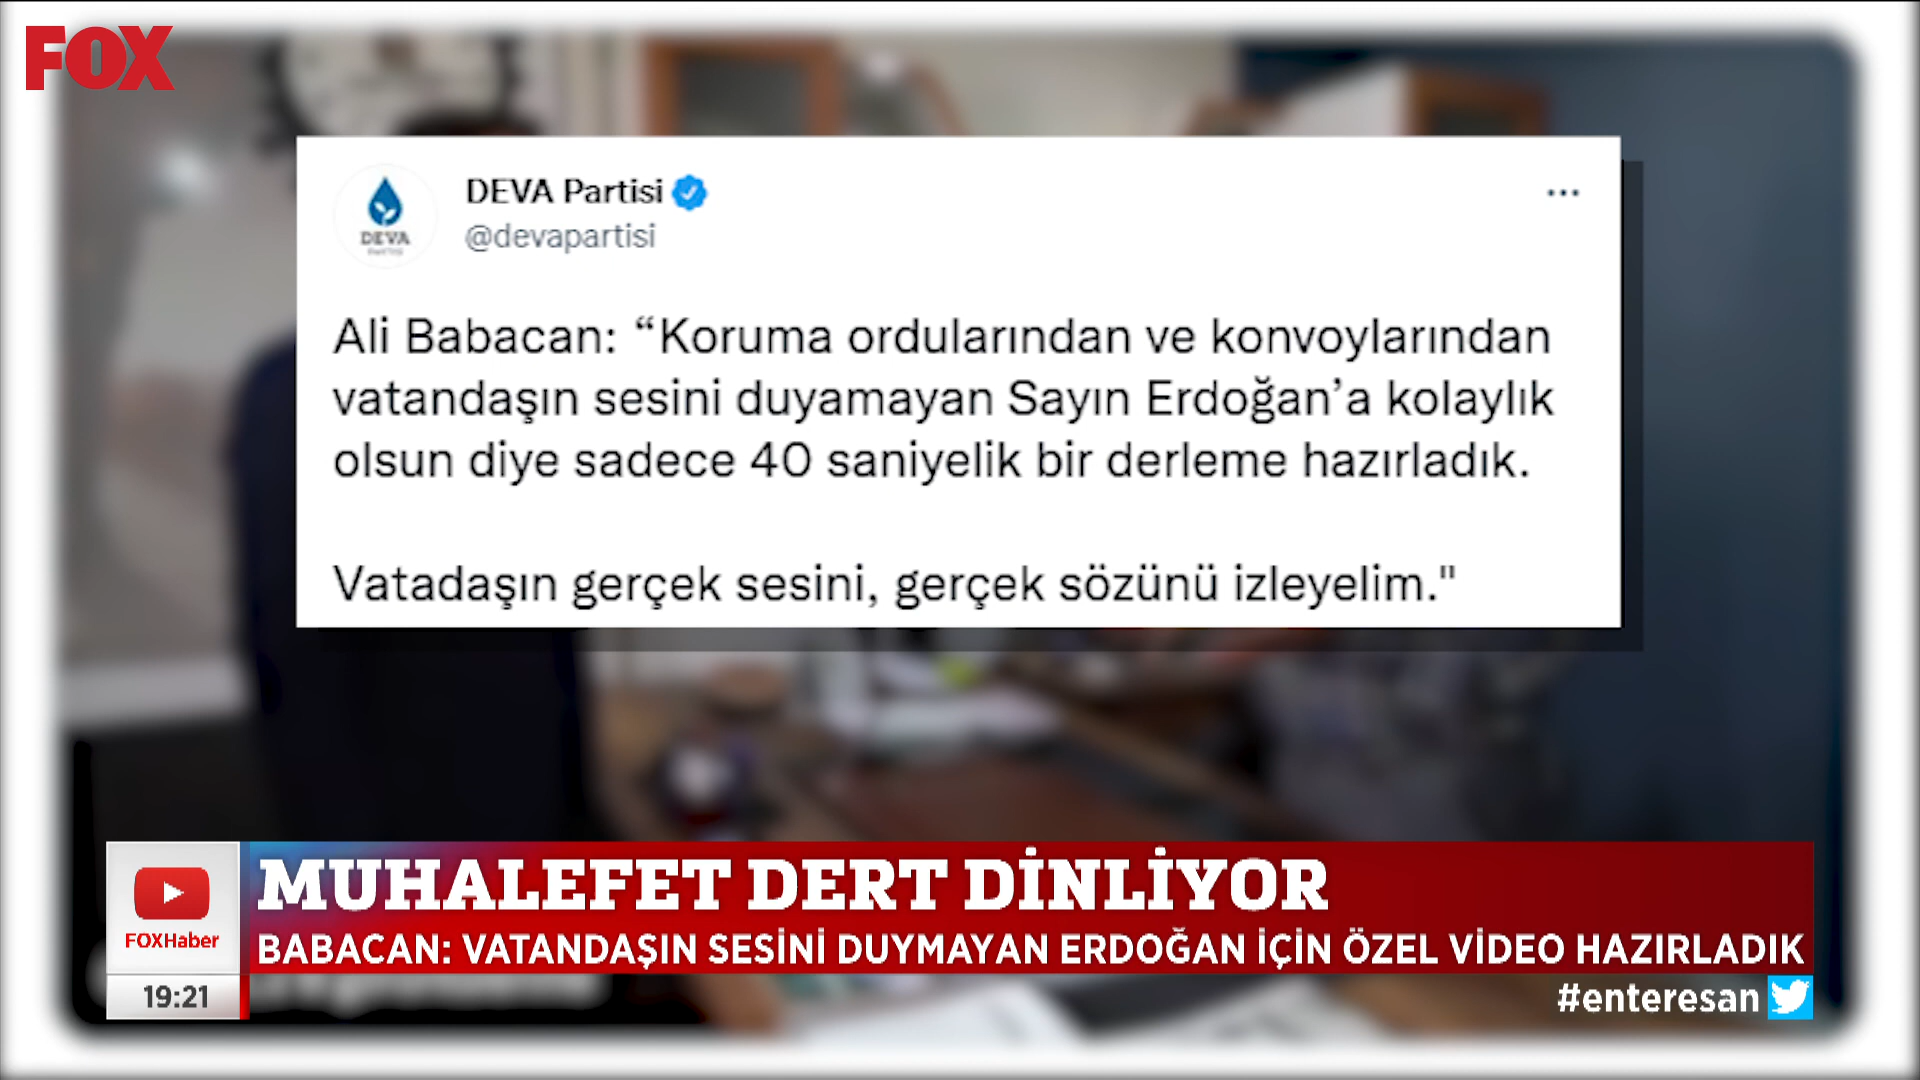 FOX
DEVA Partisi
@devapartisi
DEVA
PARTİSİ
Ali Babacan: “Koruma ordularından ve konvoylarından
vatandaşın sesini duyamayan Sayın Erdoğan’a kolaylık
olsun diye sadece 40 saniyelik bir derleme hazırladık.
Vatadaşın gerçek sesini, gerçek sözünü izleyelim."
MUHALEFET DERT DİNLİYOR
FOXHaber
BABACAN: VATANDAŞIN SESİNİ DUYMAYAN ERDOĞAN İÇİN ÖZEL VİDEO HAZIRLADIK
19:21
#enteresan